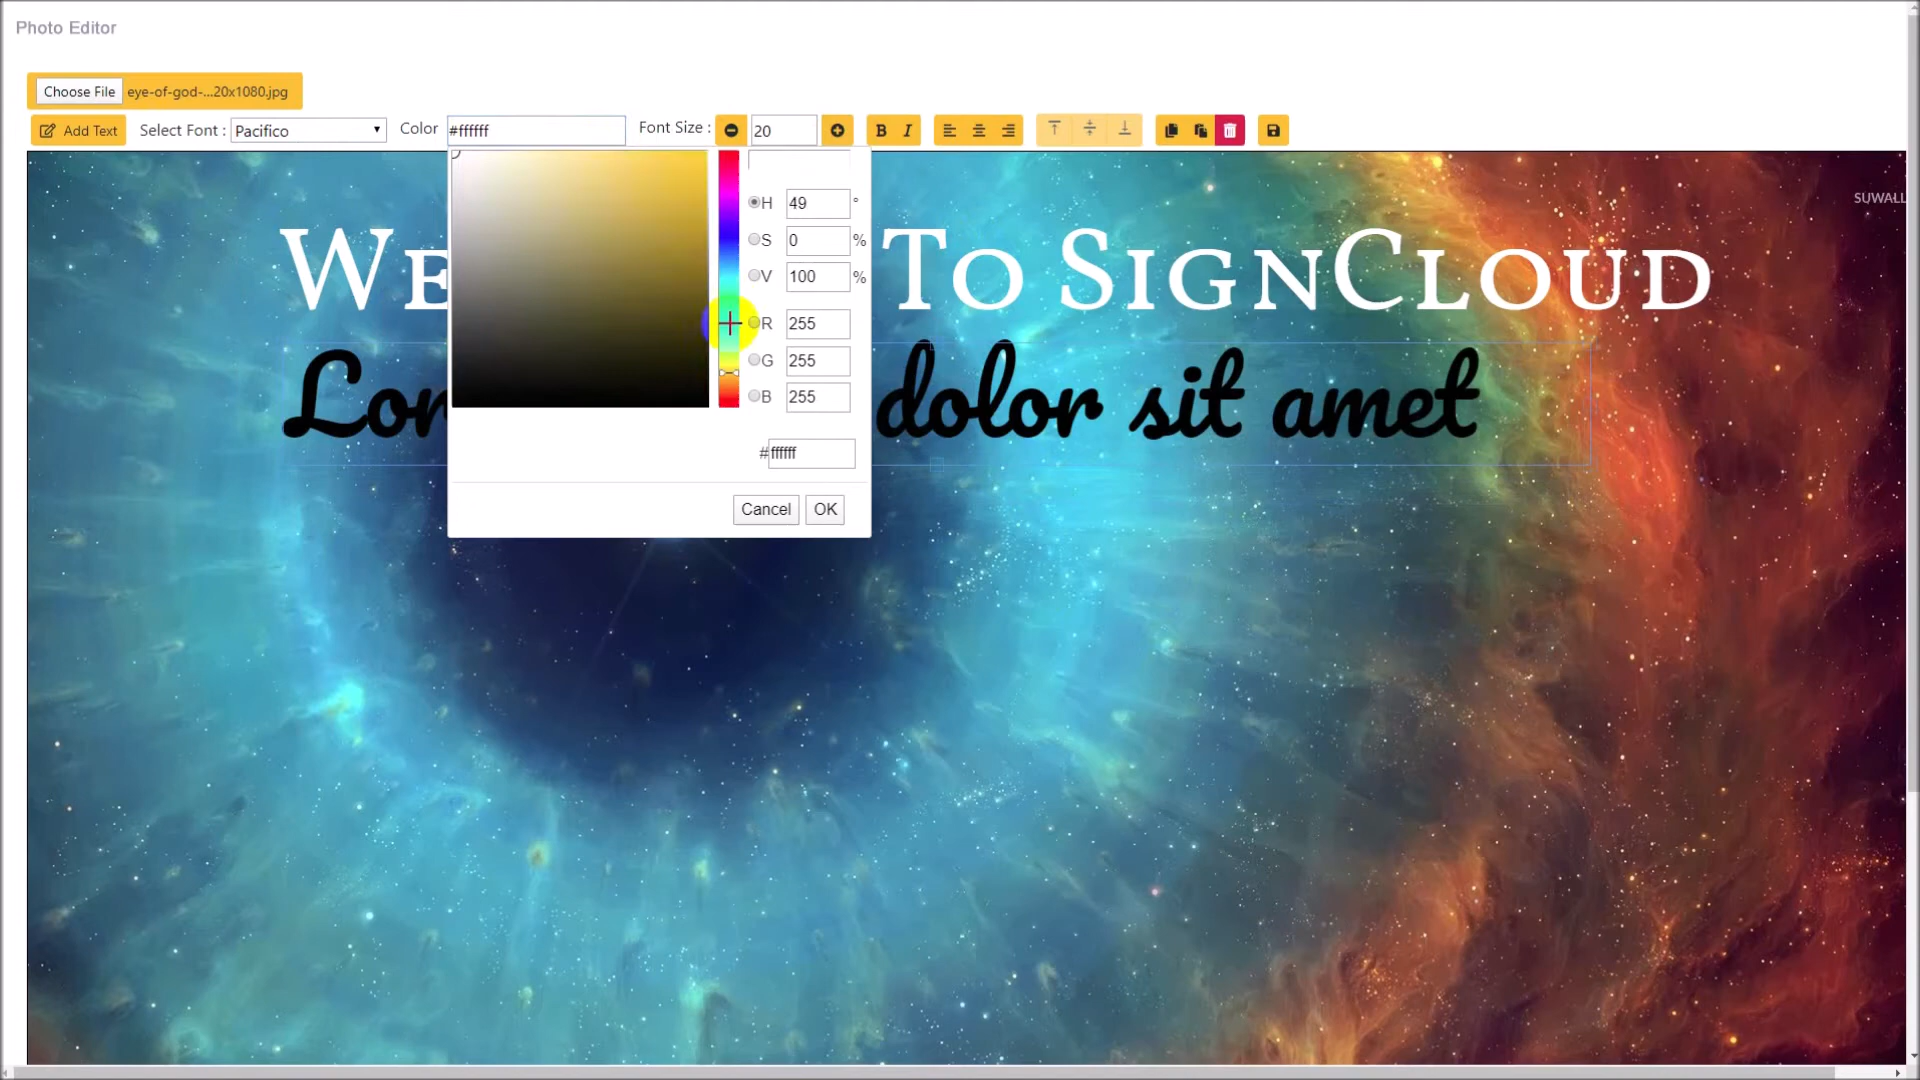 Photo Editor
Choose File eye-of-god-...20x1080.jpg
Add Text Select Font : Pacifico Color #ffffff Font Size : 20 B I
SUWALL
We To SignCloud
H 49 °
S 0 %
V 100 %
R 255
Lor dolor sit amet
G 255
B 255
# ffffff
Cancel OK